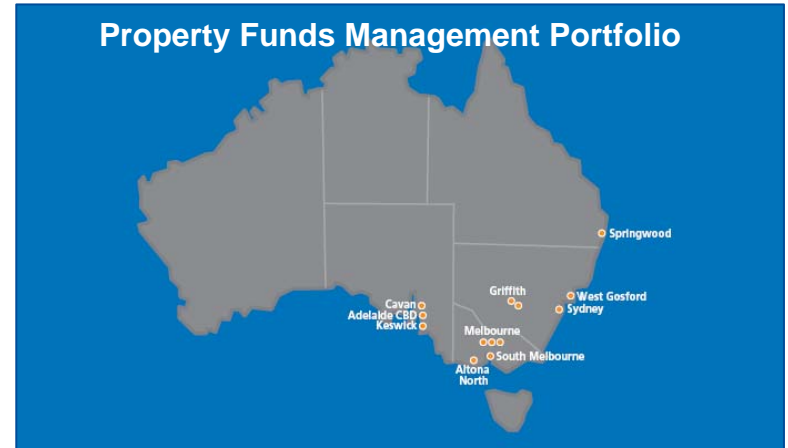 Property Funds Management Portfolio
Springwood
Griffith
West Gosford
Sydney
Cavan
Adelaide CBD
Keswick
Melbourne
South Melbourne
Altona
North